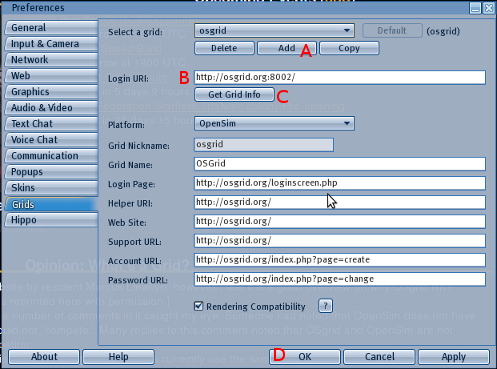 Preferences
General
Input & Camera
Network
Web
Graphics
Audio & Video
Text Chat
Voice Chat
Communication
Popups
Skins
Grids
Hippo
Select a grid: osgrid Default (osgrid)
Delete Add Copy
A
Login URI: B http://osgrid.org:8002/
Get Grid Info C
Platform: OpenSim
Grid Nickname: osgrid
Grid Name: OSGrid
Login Page: http://osgrid.org/loginscreen.php
Helper URI: http://osgrid.org/
Web Site: http://osgrid.org/
Support URL: http://osgrid.org/
Account URL: http://osgrid.org/index.php?page=create
Password URL: http://osgrid.org/index.php?page=change
Rendering Compatibility ?
Opinion: What's a Grid?
About Help D OK Cancel Apply